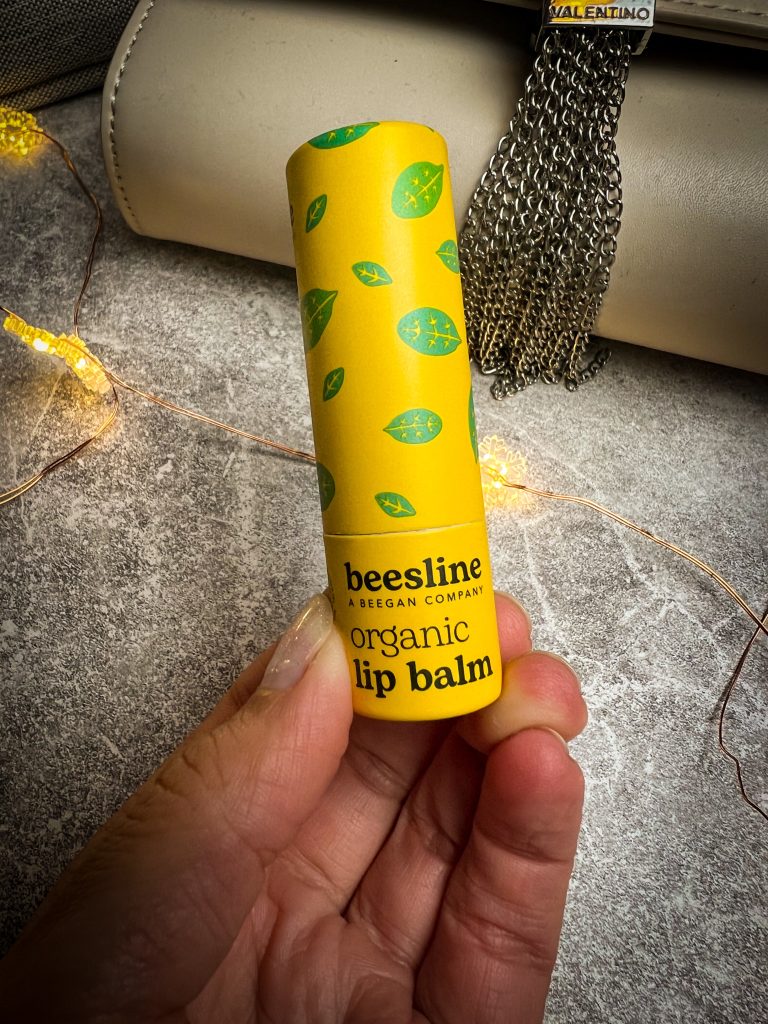 VALENTINO
beesline
A BEEGAN COMPANY
organic
lip balm